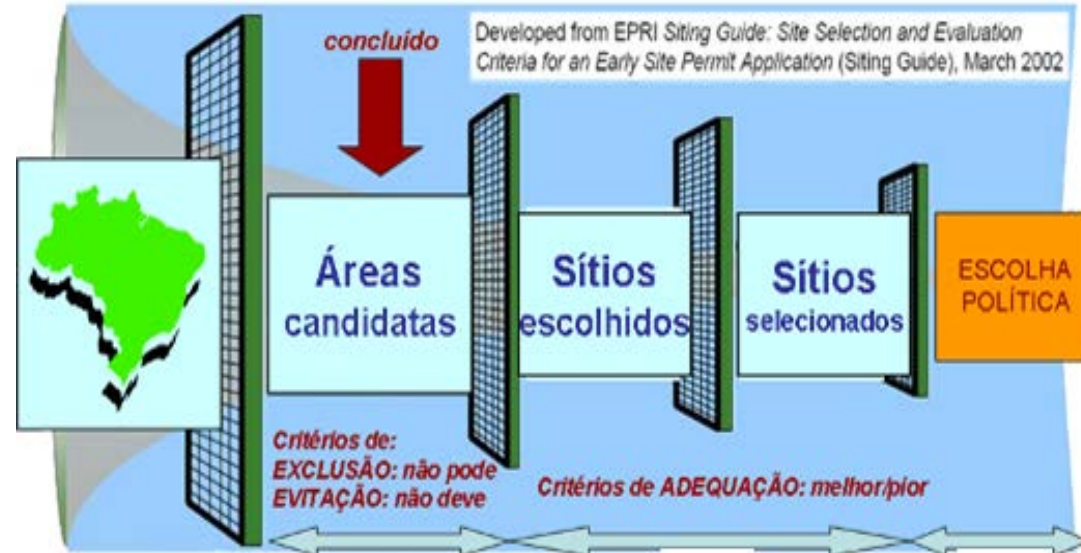 concluído
Developed from EPRI Siting Guide: Site Selection and Evaluation
Criteria for an Early Site Permit Application (Siting Guide), March 2002
Áreas
candidatas
Sítios
escolhidos
Sítios
selecionados
ESCOLHA
POLÍTICA
Critérios de:
EXCLUSÃO: não pode
EVITAÇÃO: não deve
Critérios de ADEQUAÇÃO: melhor/pior